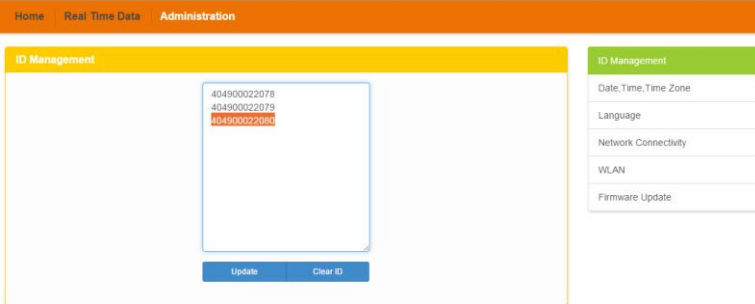 Home Real Time Data Administration
ID Management
404900022078
404900022079
404900022080
Update Clear ID
ID Management
Date,Time,Time Zone
Language
Network Connectivity
WLAN
Firmware Update